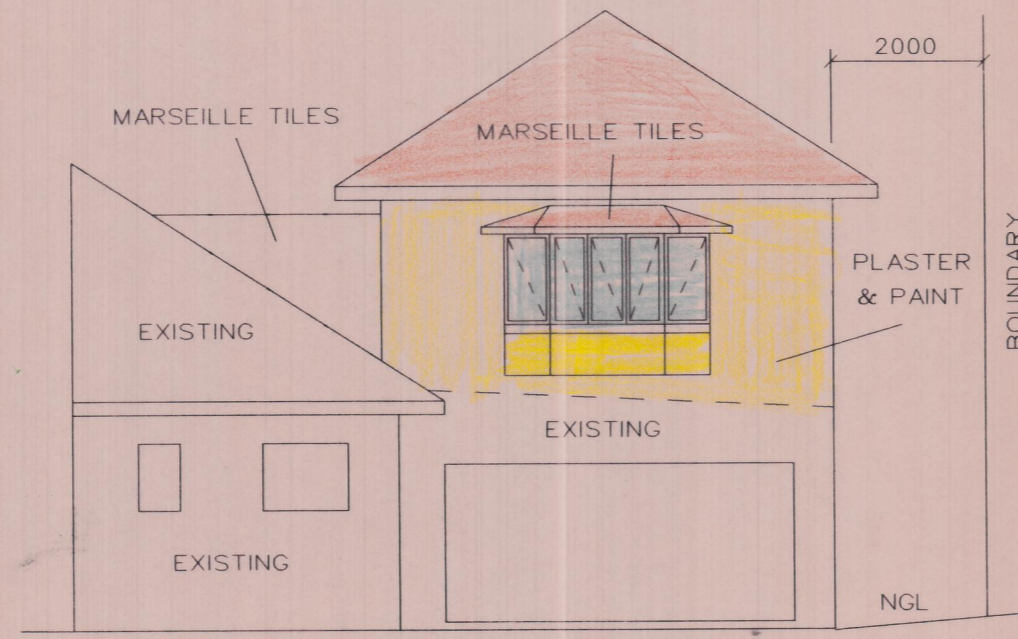 2000
MARSEILLE TILES
MARSEILLE TILES
BOUNDARY
PLASTER
& PAINT
EXISTING
EXISTING
EXISTING
NGL